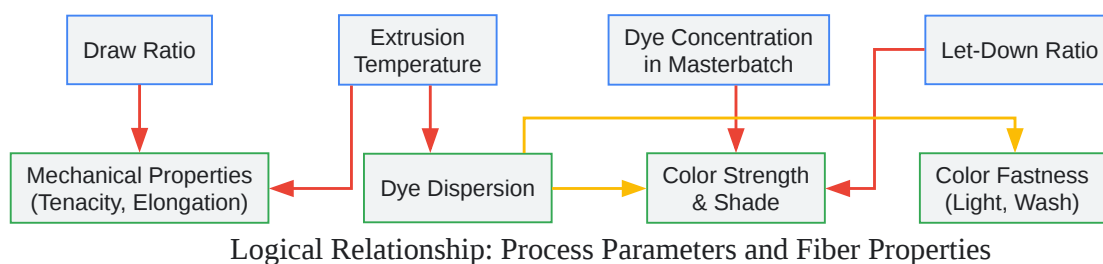 Draw Ratio
Extrusion
Temperature
Dye Concentration
in Masterbatch
Let-Down Ratio
Mechanical Properties
(Tenacity, Elongation)
Dye Dispersion
Color Strength
& Shade
Color Fastness
(Light, Wash)
Logical Relationship: Process Parameters and Fiber Properties